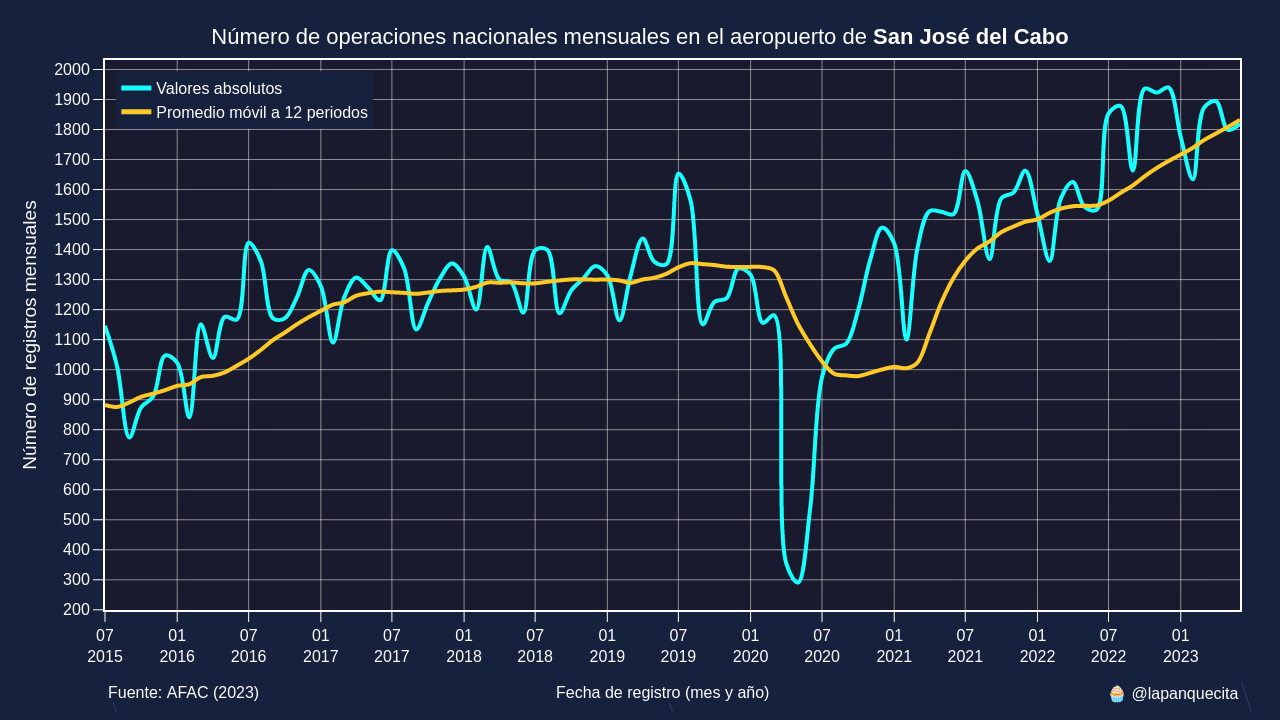 Número de operaciones nacionales mensuales en el aeropuerto de San José del Cabo
Valores absolutos
Promedio móvil a 12 periodos
Número de registros mensuales
2000
1900
1800
1700
1600
1500
1400
1300
1200
1100
1000
900
800
700
600
500
400
300
200
07 01 07 01 07 01 07 01 07 01 07 01 07 01 07 01
2015 2016 2016 2017 2017 2018 2018 2019 2019 2020 2020 2021 2021 2022 2022 2023
Fuente: AFAC (2023) Fecha de registro (mes y año) 🧁 @lapanquecita